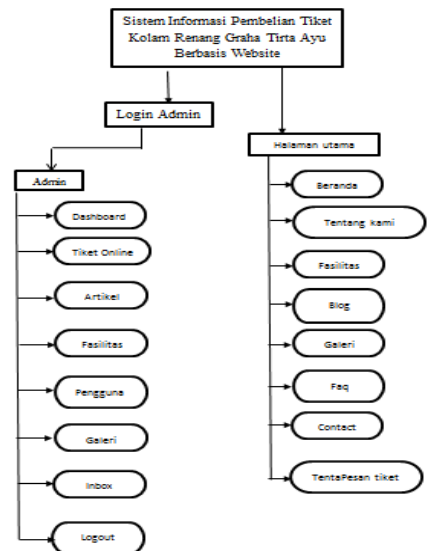 Sistem Informasi Pembelian Tiket
Kolam Renang Graha Tirta Ayu
Berbasis Website
Login Admin
Admin
Dashboard
Tiket Online
Artikel
Fasilitas
Pengguna
Galeri
Inbox
Logout
Halaman utama
Beranda
Tentang kami
Fasilitas
Blog
Galeri
Faq
Contact
TentaPesan tiket